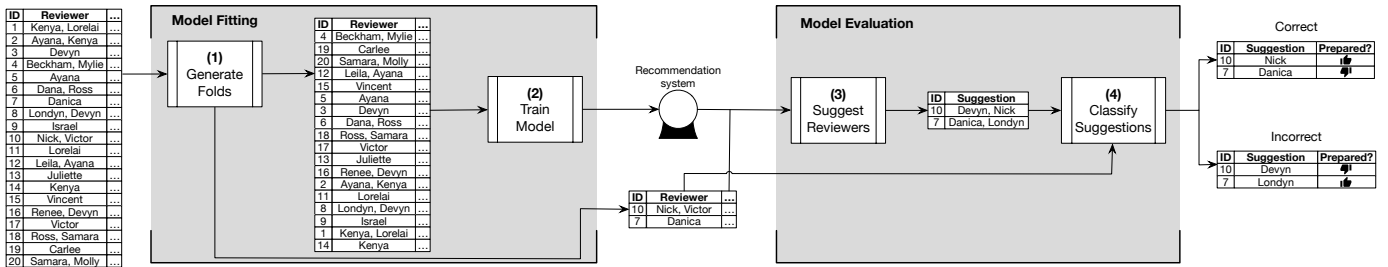 ID Reviewer ...
1 Kenya, Lorelai ...
2 Ayana, Kenya ...
3 Devyn ...
4 Beckham, Mylie ...
5 Ayana ...
6 Dana, Ross ...
7 Danica ...
8 Londyn, Devyn ...
9 Israel ...
10 Nick, Victor ...
11 Lorelai ...
12 Leila, Ayana ...
13 Juliette ...
14 Kenya ...
15 Vincent ...
16 Renee, Devyn ...
17 Victor ...
18 Ross, Samara ...
19 Carlee ...
20 Samara, Molly ...
Model Fitting
(1)
Generate
Folds
ID Reviewer ...
4 Beckham, Mylie ...
19 Carlee ...
20 Samara, Molly ...
12 Leila, Ayana ...
15 Vincent ...
5 Ayana ...
3 Devyn ...
6 Dana, Ross ...
18 Ross, Samara ...
17 Victor ...
13 Juliette ...
16 Renee, Devyn ...
2 Ayana, Kenya ...
11 Lorelai ...
8 Londyn, Devyn ...
9 Israel ...
1 Kenya, Lorelai ...
14 Kenya ...
(2)
Train
Model
Recommendation
system
ID Reviewer ...
10 Nick, Victor ...
7 Danica ...
Model Evaluation
(3)
Suggest
Reviewers
ID Suggestion
10 Devyn, Nick
7 Danica, Londyn
(4)
Classify
Suggestions
Correct
ID Suggestion Prepared?
10 Nick
7 Danica
Incorrect
ID Suggestion Prepared?
10 Devyn
7 Londyn